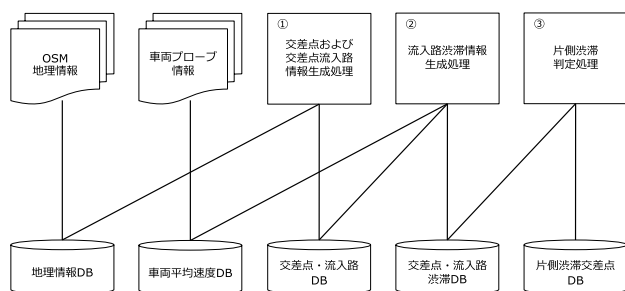 OSM
地理情報
車両プローブ
情報
①
交差点および
交差点流入路
情報生成処理
②
流入路渋滞情報
生成処理
③
片側渋滞
判定処理
地理情報DB
車両平均速度DB
交差点・流入路
DB
交差点・流入路
渋滞DB
片側渋滞交差点
DB